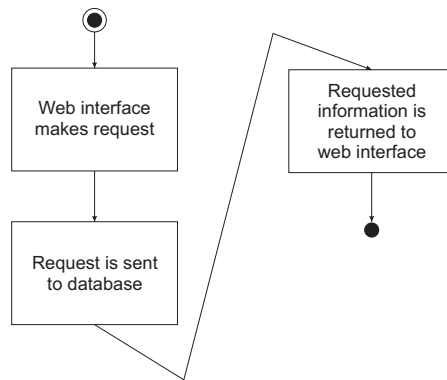 Web interface
makes request
Request is sent
to database
Requested
information is
returned to
web interface